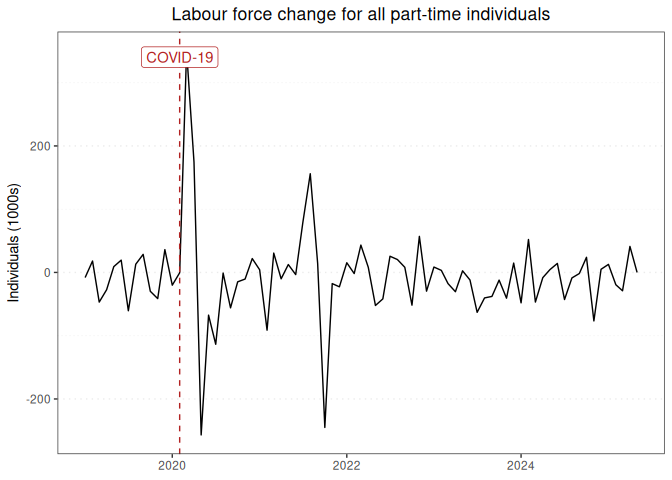 Labour force change for all part-time individuals
COVID-19
Individuals (1000s)
200
0
-200
2020
2022
2024